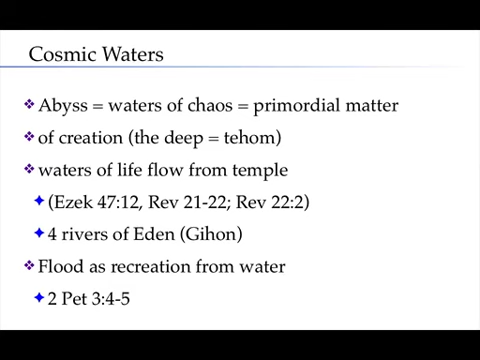 Cosmic Waters
Abyss = waters of chaos = primordial matter
of creation (the deep = tehom)
waters of life flow from temple
(Ezek 47:12, Rev 21-22; Rev 22:2)
4 rivers of Eden (Gihon)
Flood as recreation from water
2 Pet 3:4-5